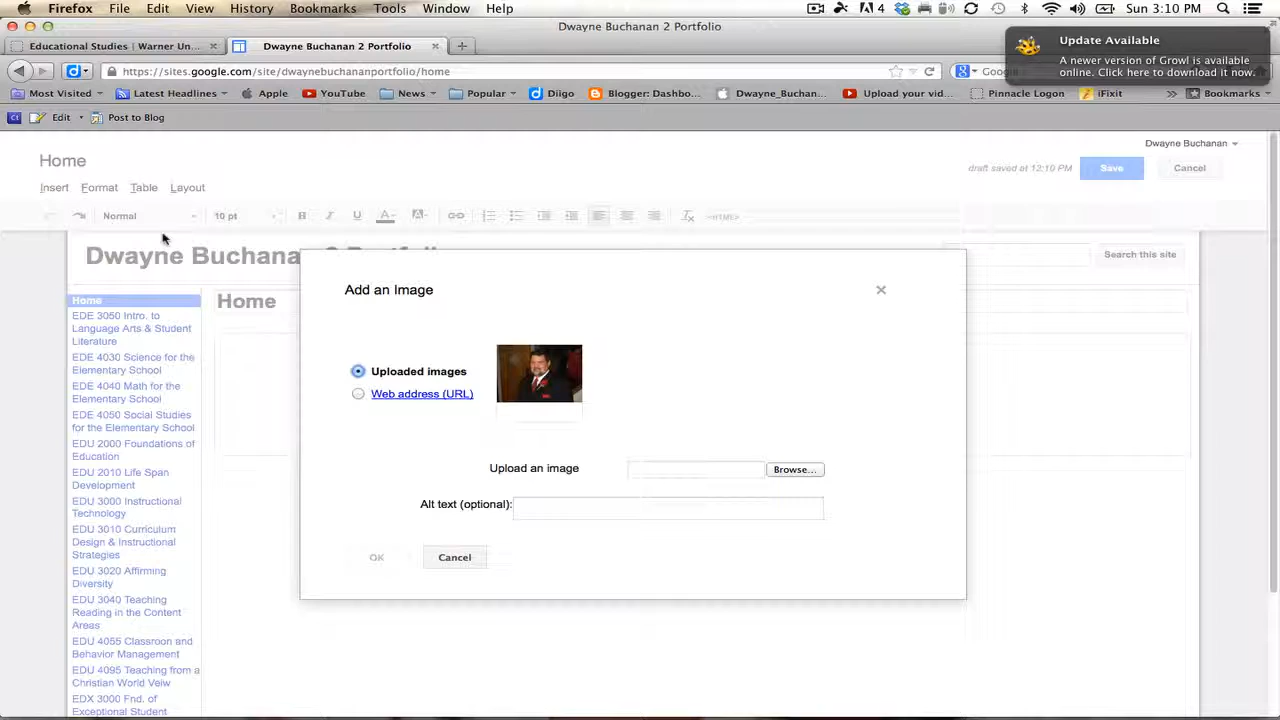 Firefox File Edit View History Bookmarks Tools Window Help 4 Sun 3:10 PM
Dwayne Buchanan 2 Portfolio
Educational Studies | Warner Un... Dwayne Buchanan 2 Portfolio
Update Available
A newer version of Growl is available
online. Click here to download it now.
https://sites.google.com/site/dwaynebuchananportfolio/home
Most Visited Latest Headlines Apple YouTube News Popular Diigo Blogger: Dashbo... Dwayne_Buchan... Upload your vid... Pinnacle Logon iFixit Bookmarks
Edit Post to Blog
Dwayne Buchanan
Home
draft saved at 12:10 PM Save Cancel
Insert Format Table Layout
Normal 10 pt B I U A A <HTML>
Dwayne Buchanan 2 Portfolio
Search this site
Home
Home
EDE 3050 Intro. to
Language Arts & Student
Literature
EDE 4030 Science for the
Elementary School
EDE 4040 Math for the
Elementary School
EDE 4050 Social Studies
for the Elementary School
EDU 2000 Foundations of
Education
EDU 2010 Life Span
Development
EDU 3000 Instructional
Technology
EDU 3010 Curriculum
Design & Instructional
Strategies
EDU 3020 Affirming
Diversity
EDU 3040 Teaching
Reading in the Content
Areas
EDU 4055 Classroon and
Behavior Management
EDU 4095 Teaching from a
Christian World Veiw
EDX 3000 Fnd. of
Exceptional Student
Add an Image
Uploaded images
Web address (URL)
Upload an image Browse...
Alt text (optional):
OK Cancel